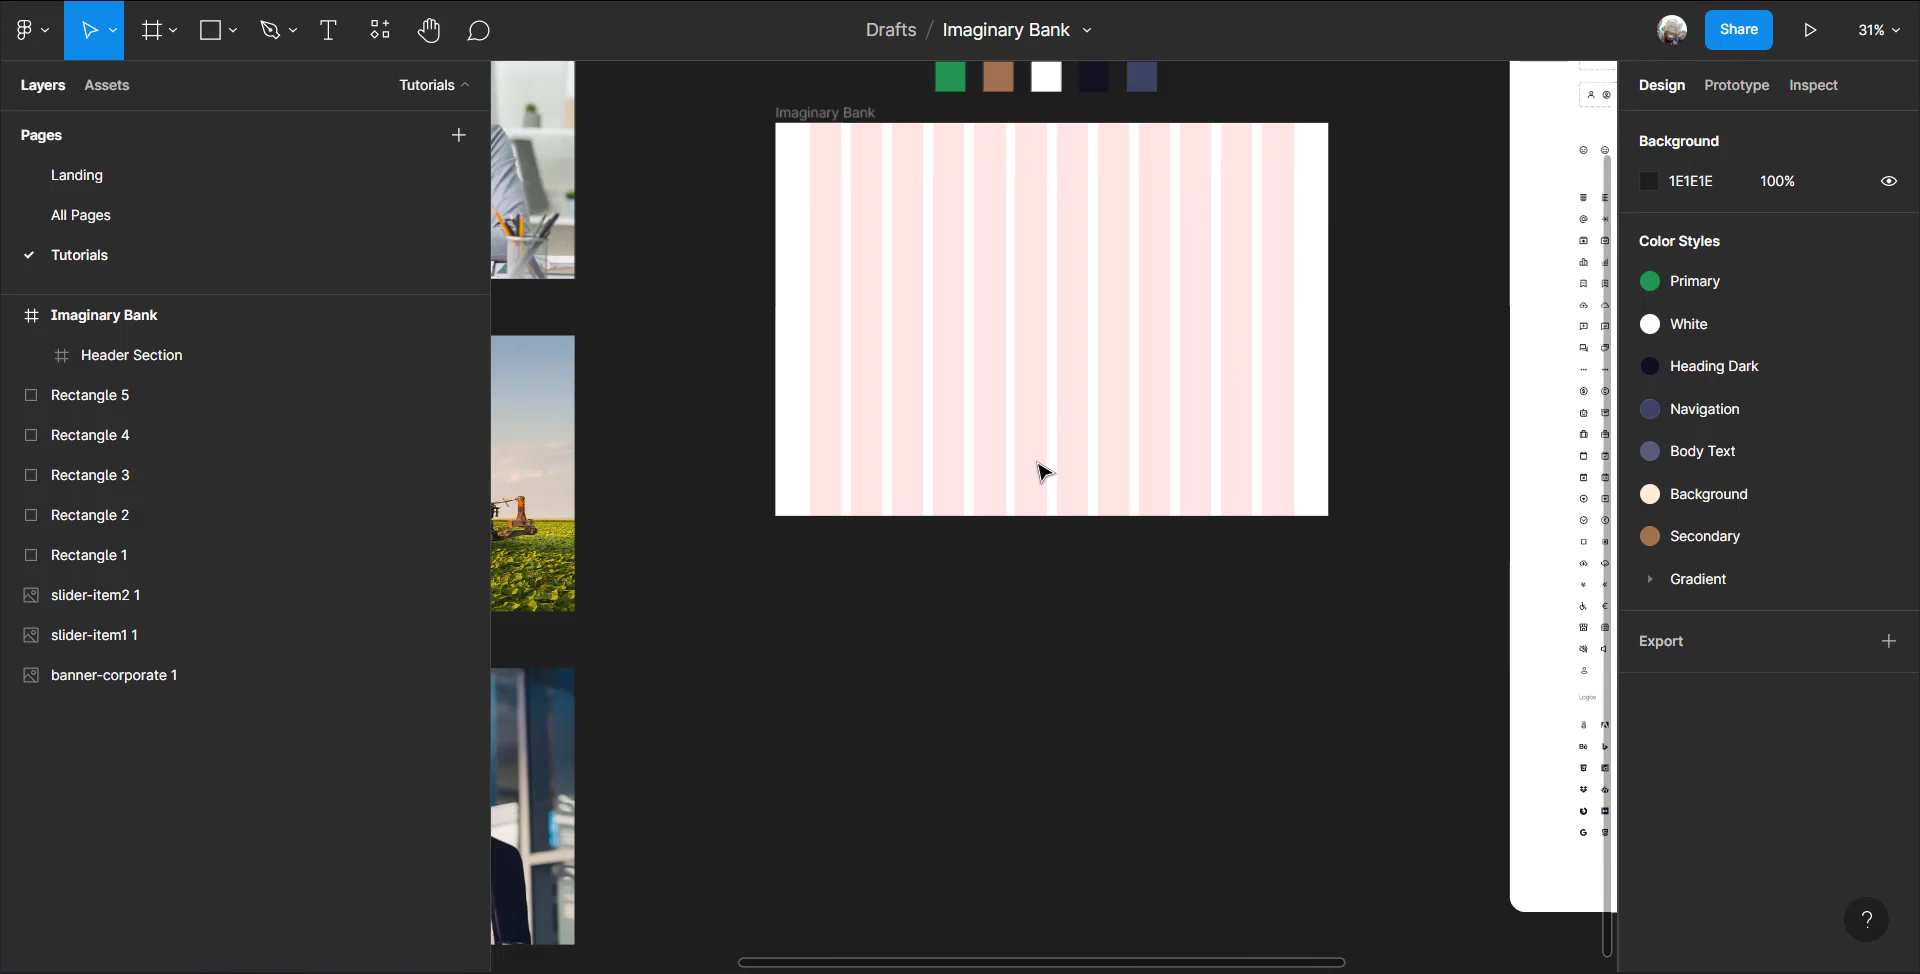 Drafts / Imaginary Bank
Share
31%
Layers
Assets
Tutorials
Pages
Landing
All Pages
Tutorials
Imaginary Bank
Header Section
Rectangle 5
Rectangle 4
Rectangle 3
Rectangle 2
Rectangle 1
slider-item2 1
slider-item1 1
banner-corporate 1
Imaginary Bank
Logos
Design
Prototype
Inspect
Background
1E1E1E
100%
Color Styles
Primary
White
Heading Dark
Navigation
Body Text
Background
Secondary
Gradient
Export
?